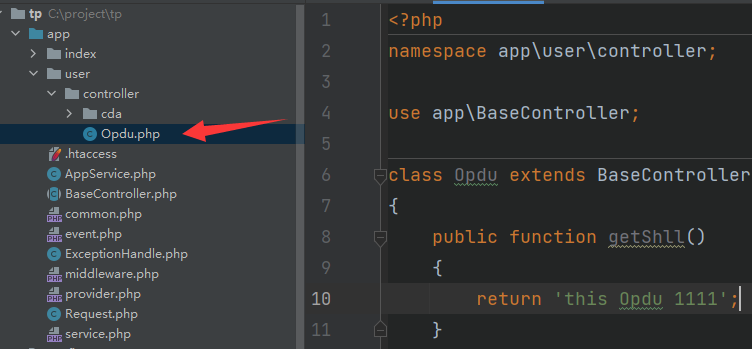 tp C:\project\tp
app
index
user
controller
cda
Opdu.php
.htaccess
AppService.php
BaseController.php
common.php
event.php
ExceptionHandle.php
middleware.php
provider.php
Request.php
service.php
1 <?php
2 namespace app\user\controller;
3
4 use app\BaseController;
5
6 class Opdu extends BaseController
7 {
8 public function getShll()
9 {
10 return 'this Opdu 1111';
11 }